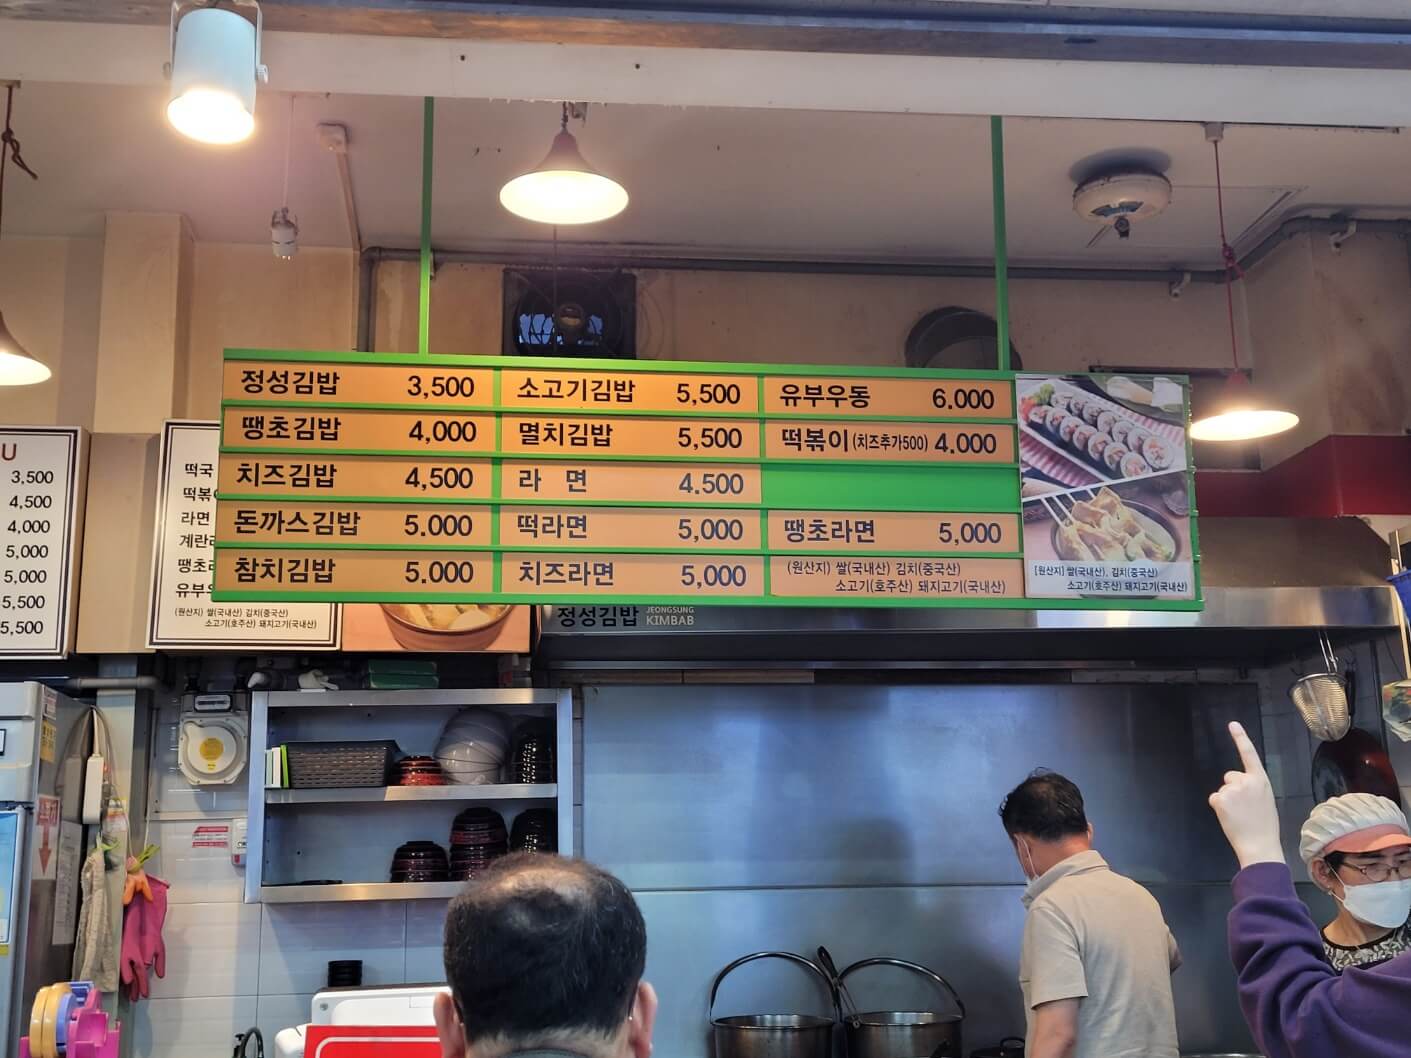 정성김밥 3,500
땡초김밥 4,000
치즈김밥 4,500
돈까스김밥 5.000
참치김밥 5.000
소고기김밥 5,500
멸치김밥 5,500
라 면 4.500
떡라면 5,000
치즈라면 5,000
유부우동 6.000
떡볶이(치즈추가500) 4.000
땡초라면 5,000
(원산지) 쌀(국내산) 김치(중국산)
소고기(호주산) 돼지고기(국내산)
[원산지] 쌀(국내산), 김치(중국산)
소고기(호주산) 돼지고기(국내산)
U
3,500
4,500
4,000
5,000
5,000
5,500
5,500
떡국
떡볶
라면
계란
땡초
유부
(원산지) 쌀(국내산) 김치(중국산)
소고기(호주산) 돼지고기(국내산)
정성김밥 JEONGSUNG
KIMBAB